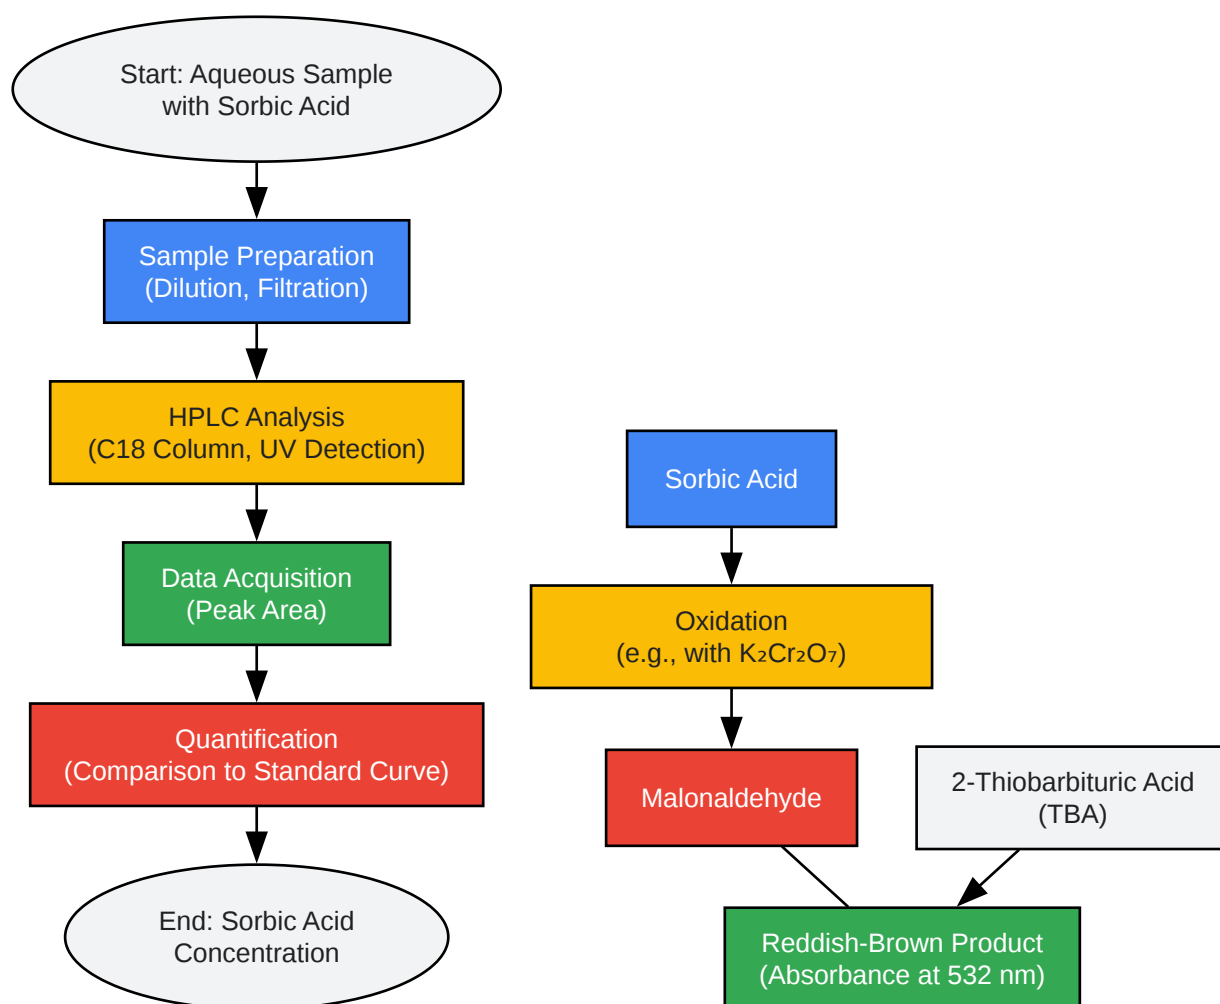 Start: Aqueous Sample
with Sorbic Acid
Sample Preparation
(Dilution, Filtration)
HPLC Analysis
(C18 Column, UV Detection)
Data Acquisition
(Peak Area)
Quantification
(Comparison to Standard Curve)
End: Sorbic Acid
Concentration
Sorbic Acid
Oxidation
(e.g., with K₂Cr₂O₇)
Malonaldehyde
2-Thiobarbituric Acid
(TBA)
Reddish-Brown Product
(Absorbance at 532 nm)